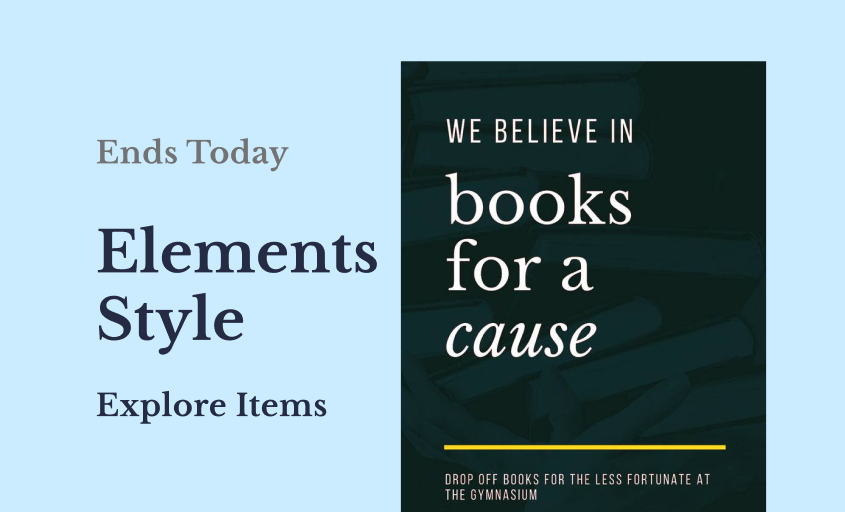 Ends Today
Elements
Style
Explore Items
WE BELIEVE IN
books
for a
cause
DROP OFF BOOKS FOR THE LESS FORTUNATE AT
THE GYMNASIUM